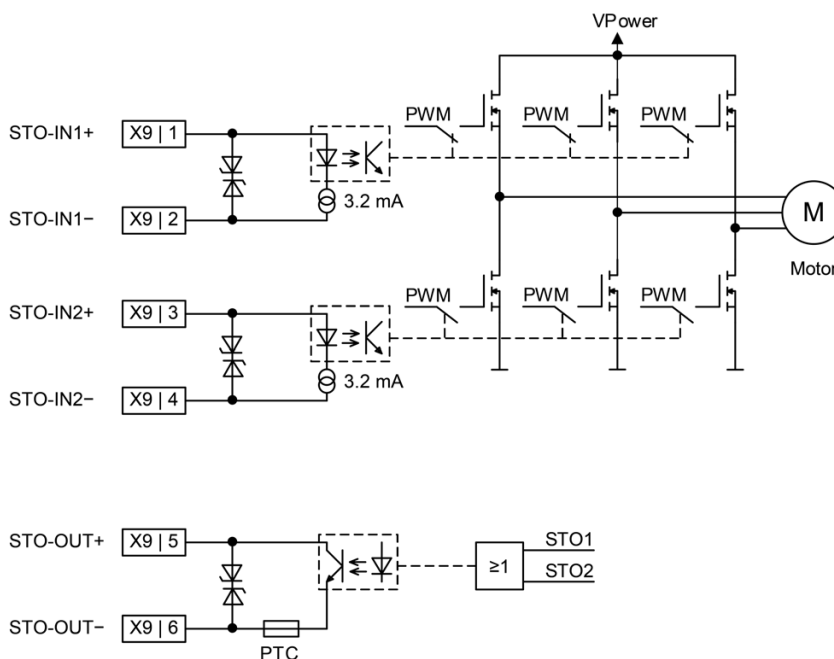 VPower
STO-IN1+ X9 | 1 PWM PWM PWM
STO-IN1− X9 | 2 3.2 mA
M
Motor
STO-IN2+ X9 | 3 PWM PWM PWM
STO-IN2− X9 | 4 3.2 mA
STO-OUT+ X9 | 5 STO1
≥1 STO2
STO-OUT− X9 | 6
PTC